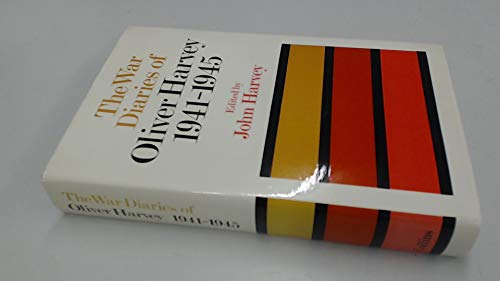 The War
Diaries of
Oliver Harvey
1941-1945
Edited by
John Harvey
The War Diaries of
Oliver Harvey 1941-1945
Collins